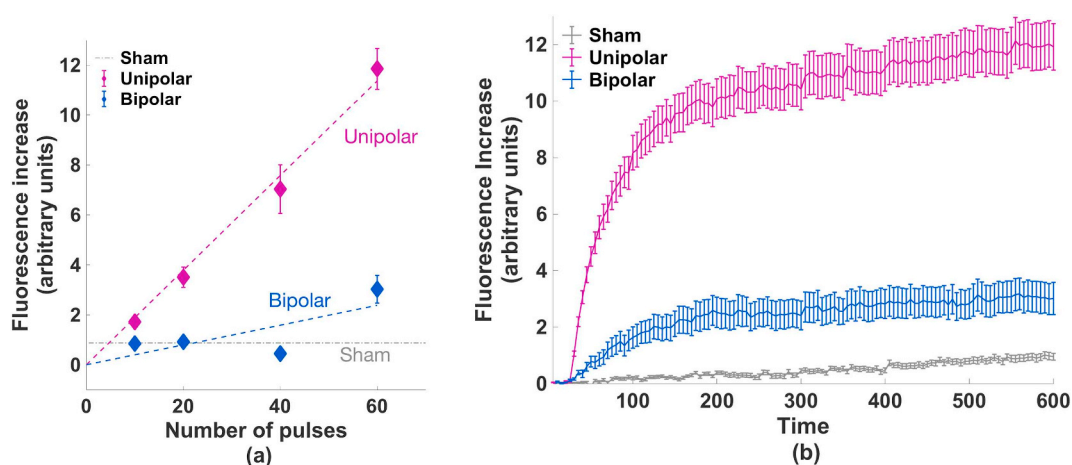 Fluorescence increase
(arbitrary units)
12
10
8
6
4
2
0
Sham
Unipolar
Bipolar
Unipolar
Bipolar
Sham
0 20 40 60
Number of pulses
(a)
Fluorescence Increase
(arbitrary units)
12
10
8
6
4
2
0
Sham
Unipolar
Bipolar
100 200 300 400 500 600
Time
(b)